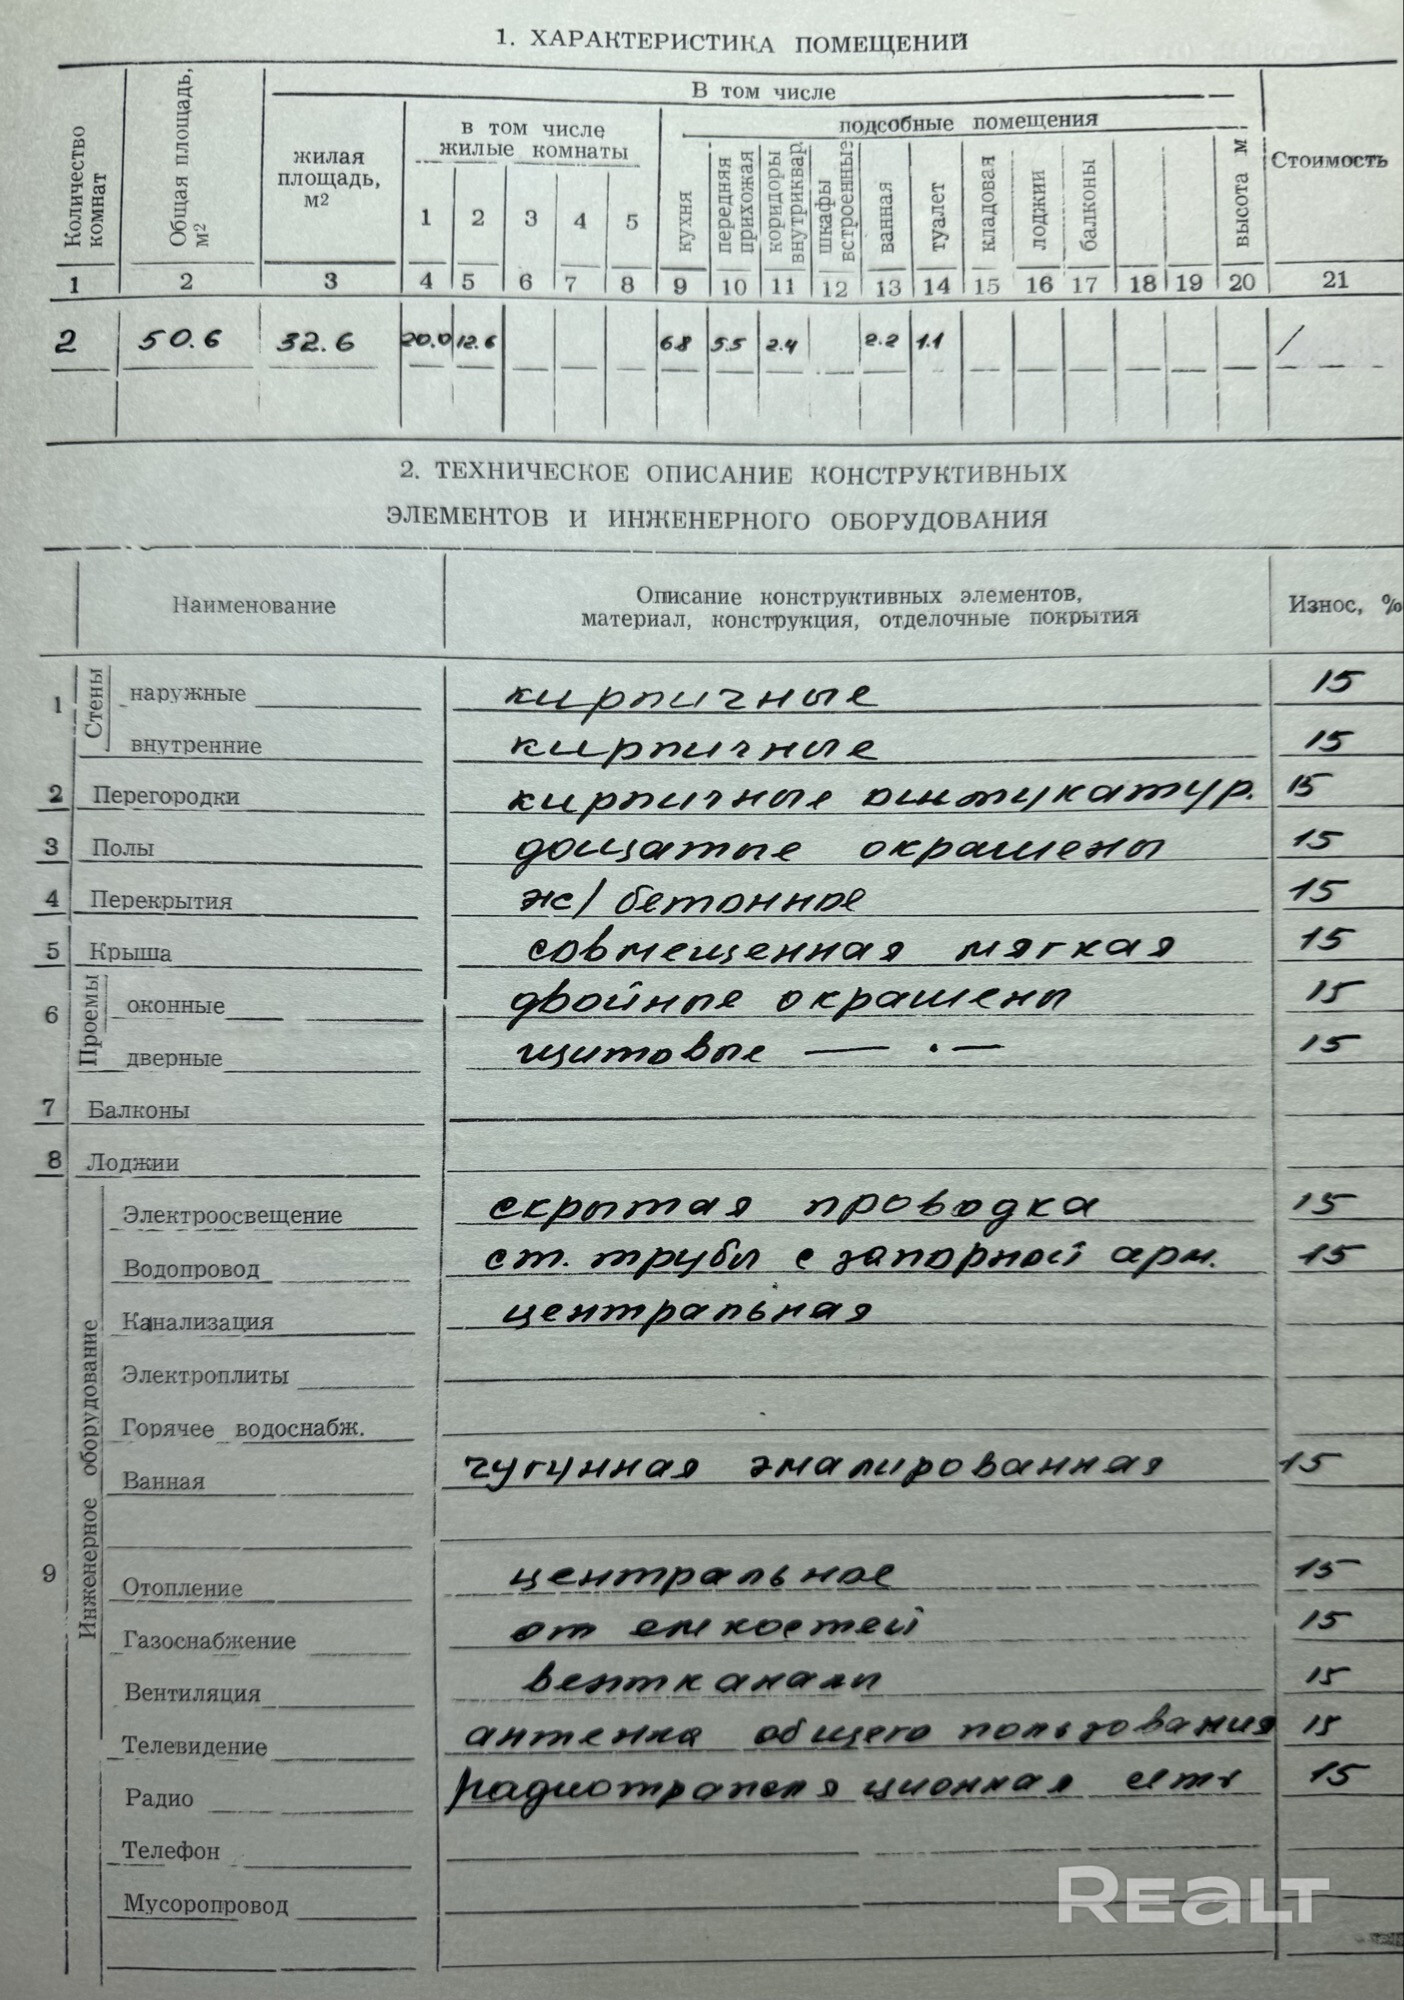 1. ХАРАКТЕРИСТИКА ПОМЕЩЕНИЙ
Количество комнат
Общая площадь, м2
В том числе
жилая площадь, м2
в том числе жилые комнаты
1 2 3 4 5
подсобные помещения
кухня
передняя прихожая
коридоры внутриквар.
шкафы встроенные
ванная
туалет
кладовая
лоджии
балконы
высота м
Стоимость
1 2 3 4 5 6 7 8 9 10 11 12 13 14 15 16 17 18 19 20 21
2 50.6 32.6 20.0 12.6 6.8 5.5 2.4 2.2 1.1 /
2. ТЕХНИЧЕСКОЕ ОПИСАНИЕ КОНСТРУКТИВНЫХ
ЭЛЕМЕНТОВ И ИНЖЕНЕРНОГО ОБОРУДОВАНИЯ
Наименование
Описание конструктивных элементов,
материал, конструкция, отделочные покрытия
Износ, %
1 Стены наружные кирпичные 15
внутренние кирпичные 15
2 Перегородки кирпичные оштукатур. 15
3 Полы дощатые окрашены 15
4 Перекрытия ж/бетонное 15
5 Крыша совмещенная мягкая 15
6 Проемы оконные двойные окрашены 15
дверные щитовые — . — 15
7 Балконы
8 Лоджии
9 Инженерное оборудование
Электроосвещение скрытая проводка 15
Водопровод ст. трубы с запорной арм. 15
Канализация центральная
Электроплиты
Горячее водоснабж.
Ванная чугунная эмалированная 15
Отопление центральное 15
Газоснабжение от емкостей 15
Вентиляция вентканалы 15
Телевидение антенна общего пользования 15
Радио радиотрансляционная сеть 15
Телефон
Мусоропровод
REALT